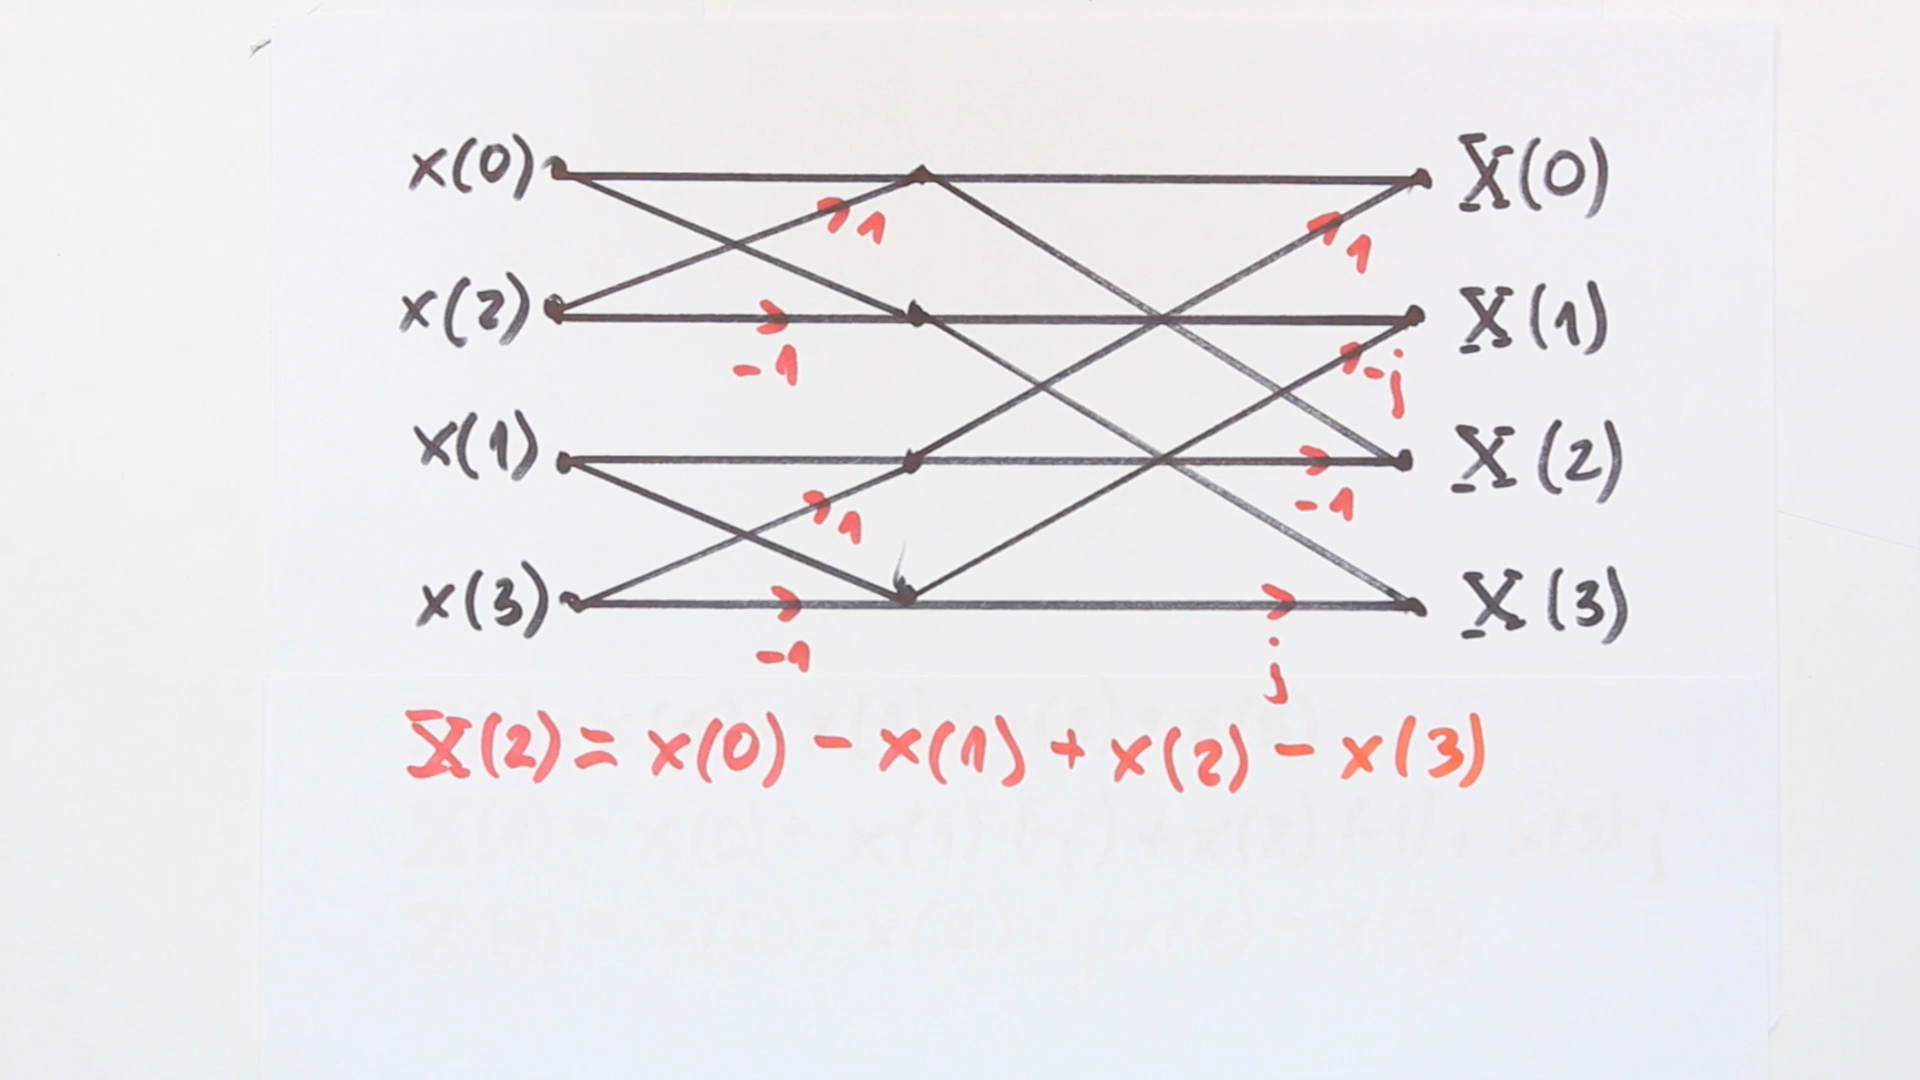 x(0) X(0)
1 1
x(2) X(1)
-1 -j
x(1) X(2)
1 -1
x(3) X(3)
-1 j
X(2) = x(0) - x(1) + x(2) - x(3)